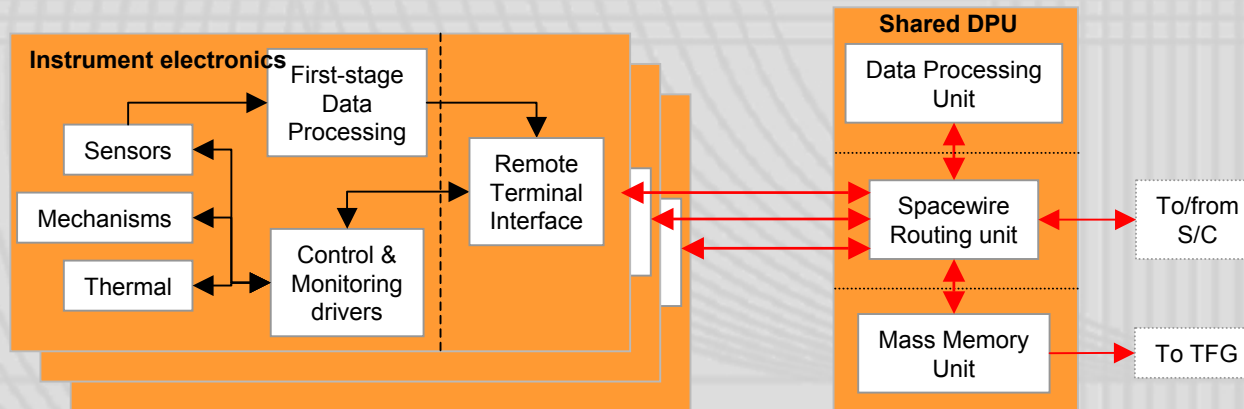 Instrument electronics
First-stage
Data
Processing
Sensors
Mechanisms
Thermal
Control &
Monitoring
drivers
Remote
Terminal
Interface
Shared DPU
Data Processing
Unit
Spacewire
Routing unit
Mass Memory
Unit
To/from
S/C
To TFG